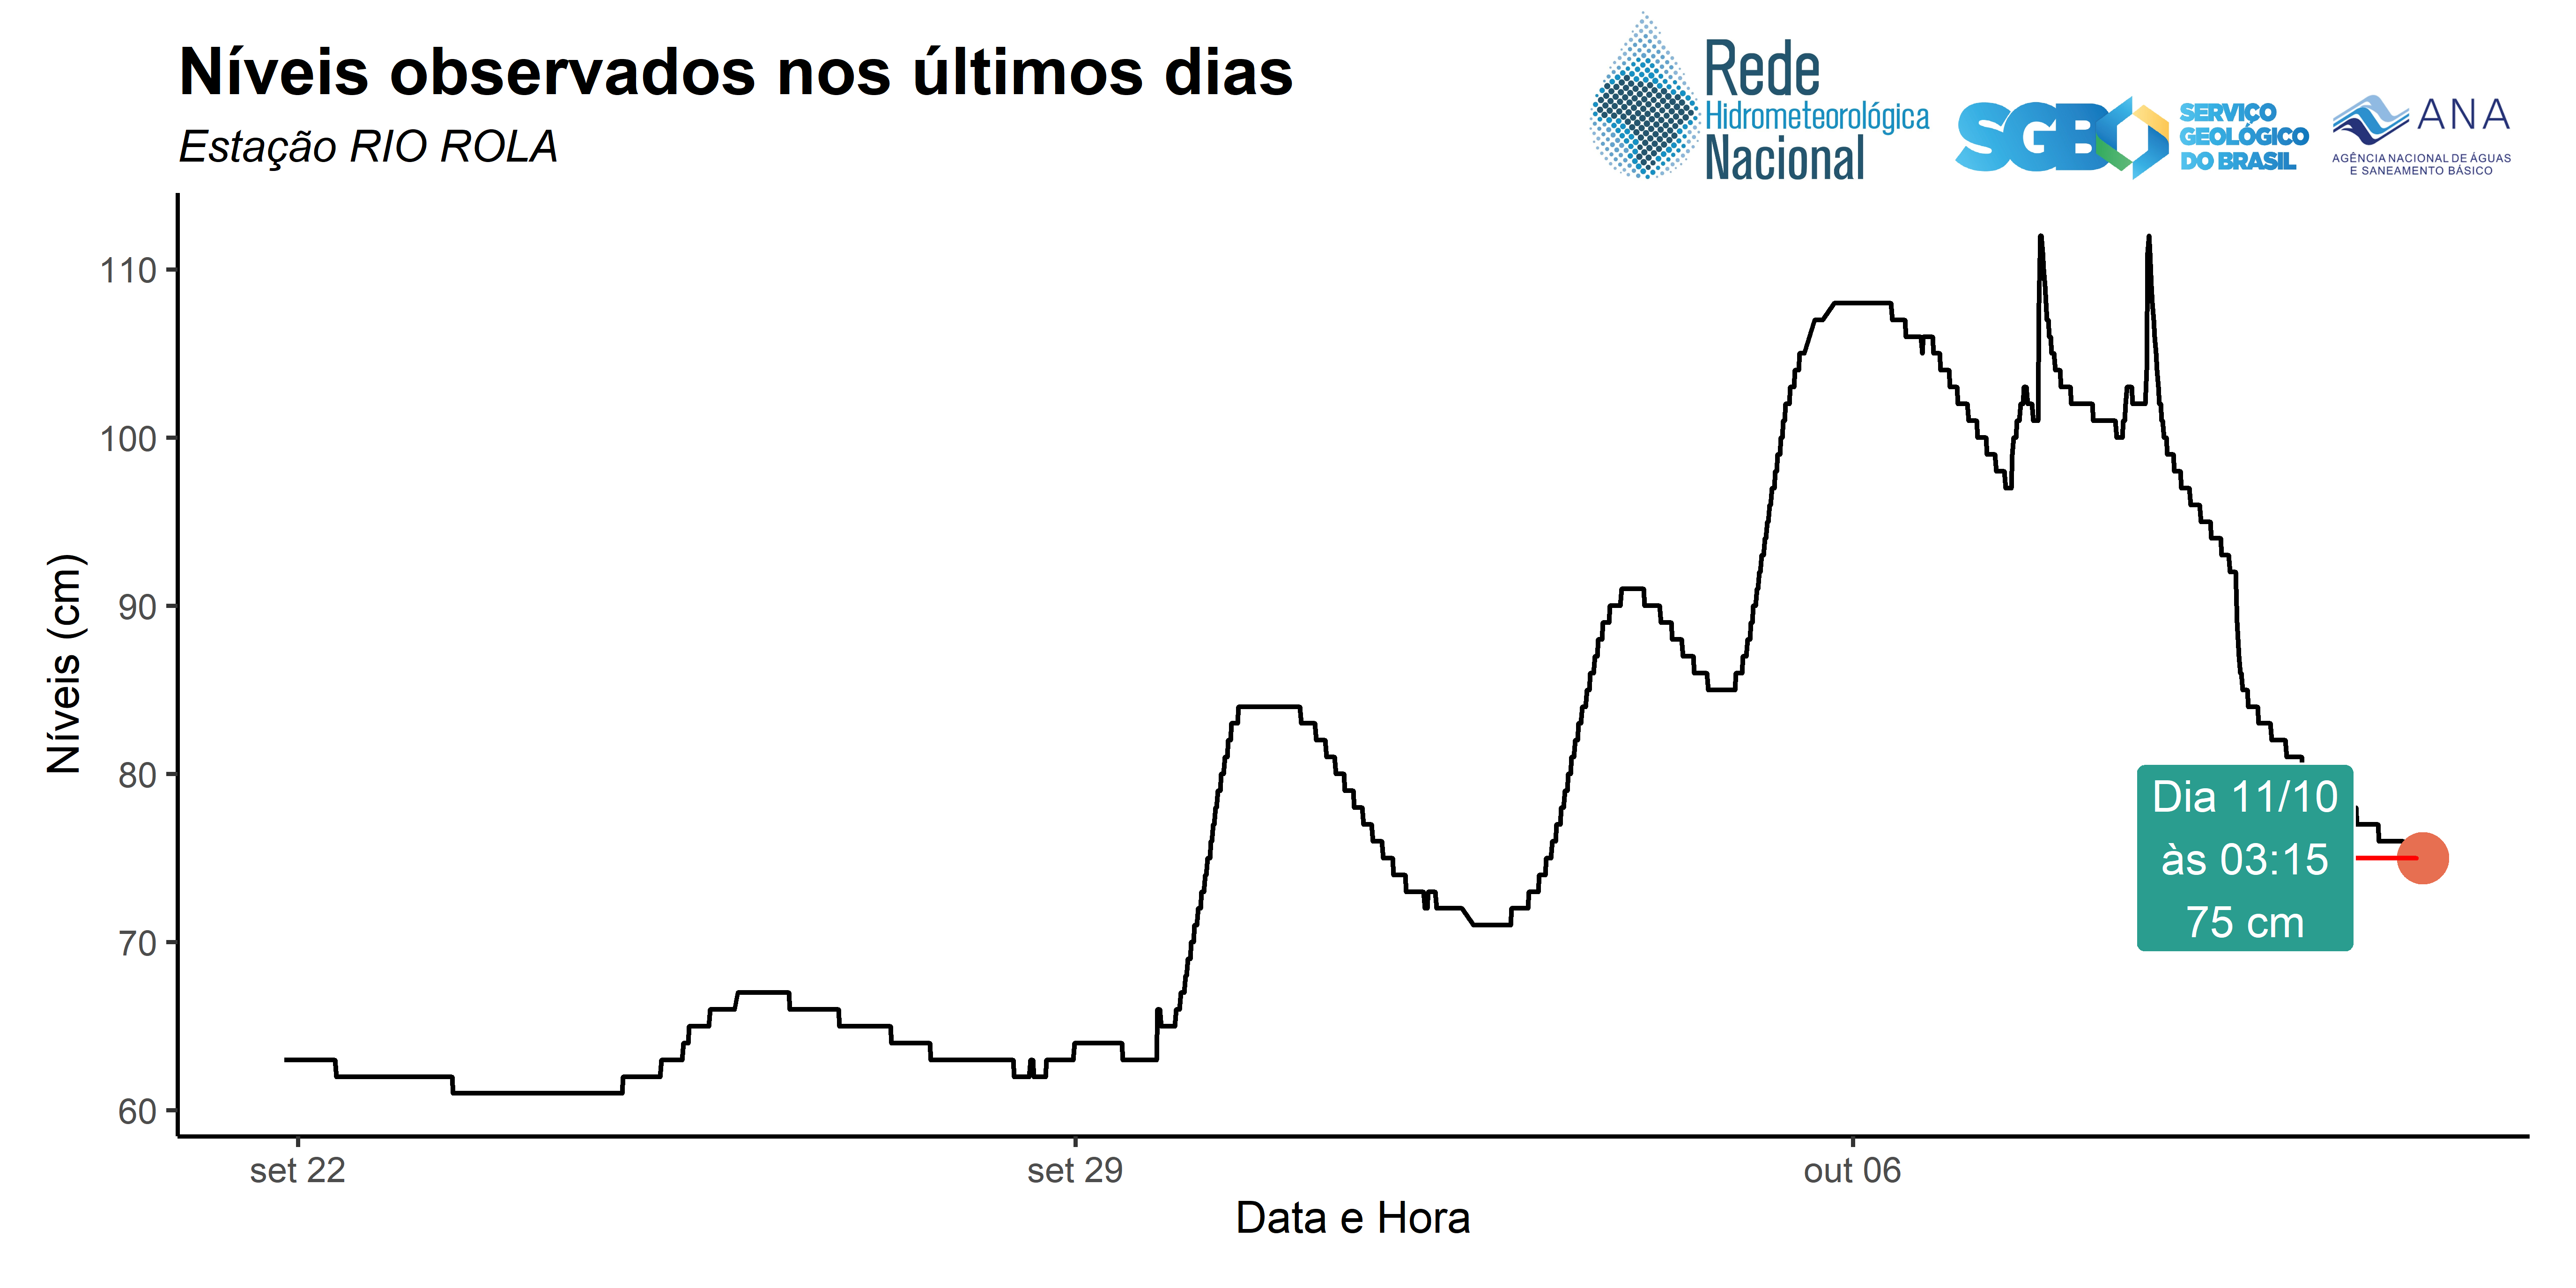 Níveis observados nos últimos dias
Estação RIO ROLA
Rede
Hidrometeorológica
Nacional
SGB
SERVIÇO
GEOLÓGICO
DO BRASIL
ANA
AGÊNCIA NACIONAL DE ÁGUAS
E SANEAMENTO BÁSICO
Níveis (cm)
110
100
90
80
70
60
Dia 11/10
às 03:15
75 cm
set 22
set 29
out 06
Data e Hora